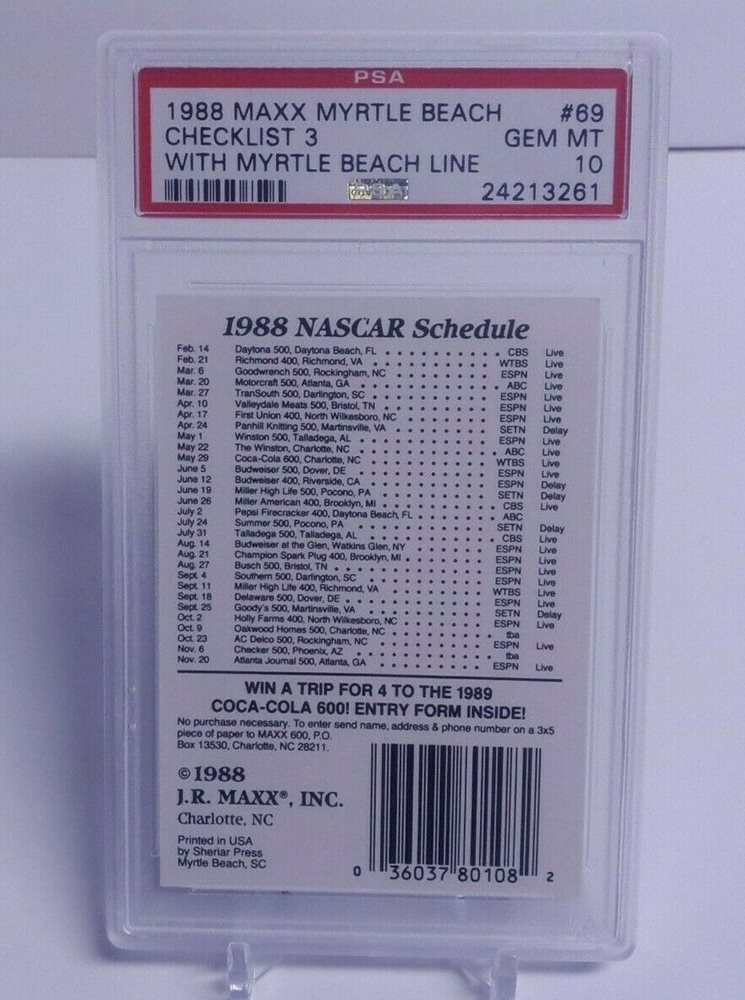 PSA
1988 MAXX MYRTLE BEACH #69
CHECKLIST 3 GEM MT
WITH MYRTLE BEACH LINE 10
24213261
1988 NASCAR Schedule
Feb. 14 Daytona 500, Daytona Beach, FL . . . . . . . . CBS Live
Feb. 21 Richmond 400, Richmond, VA . . . . . . . . WTBS Live
Mar. 6 Goodwrench 500, Rockingham, NC . . . . . . . . ESPN Live
Mar. 20 Motorcraft 500, Atlanta, GA . . . . . . . . ABC Live
Mar. 27 TranSouth 500, Darlington, SC . . . . . . . . ESPN Live
Apr. 10 Valleydale Meats 500, Bristol, TN . . . . . . . . ESPN Live
Apr. 17 First Union 400, North Wilkesboro, NC . . . . . . . . ESPN Live
Apr. 24 Panhill Knitting 500, Martinsville, VA . . . . . . . . SETN Delay
May 1 Winston 500, Talladega, AL . . . . . . . . ESPN Live
May 22 The Winston, Charlotte, NC . . . . . . . . ABC Live
May 29 Coca-Cola 600, Charlotte, NC . . . . . . . . WTBS Live
June 5 Budweiser 500, Dover, DE . . . . . . . . ESPN Live
June 12 Budweiser 400, Riverside, CA . . . . . . . . ESPN Delay
June 19 Miller High Life 500, Pocono, PA . . . . . . . . SETN Delay
June 26 Miller American 400, Brooklyn, MI . . . . . . . . CBS Live
July 2 Pepsi Firecracker 400, Daytona Beach, FL . . . . . . . . ABC
July 24 Summer 500, Pocono, PA . . . . . . . . SETN Delay
July 31 Talladega 500, Talladega, AL . . . . . . . . CBS Live
Aug. 14 Budweiser at the Glen, Watkins Glen, NY . . . . . . . . ESPN Live
Aug. 21 Champion Spark Plug 400, Brooklyn, MI . . . . . . . . ESPN Live
Aug. 27 Busch 500, Bristol, TN . . . . . . . . ESPN Live
Sept. 4 Southern 500, Darlington, SC . . . . . . . . ESPN Live
Sept. 11 Miller High Life 400, Richmond, VA . . . . . . . . WTBS Live
Sept. 18 Delaware 500, Dover, DE . . . . . . . . ESPN Live
Sept. 25 Goody's 500, Martinsville, VA . . . . . . . . SETN Delay
Oct. 2 Holly Farms 400, North Wilkesboro, NC . . . . . . . . ESPN Live
Oct. 9 Oakwood Homes 500, Charlotte, NC . . . . . . . . tba
Oct. 23 AC Delco 500, Rockingham, NC . . . . . . . . ESPN Live
Nov. 6 Checker 500, Phoenix, AZ . . . . . . . . tba
Nov. 20 Atlanta Journal 500, Atlanta, GA . . . . . . . . ESPN Live
WIN A TRIP FOR 4 TO THE 1989
COCA-COLA 600! ENTRY FORM INSIDE!
No purchase necessary. To enter send name, address & phone number on a 3x5
piece of paper to MAXX 600, P.O.
Box 13530, Charlotte, NC 28211.
©1988
J.R. MAXX®, INC.
Charlotte, NC
Printed in USA
by Sheriar Press
Myrtle Beach, SC
0 36037 80108 2